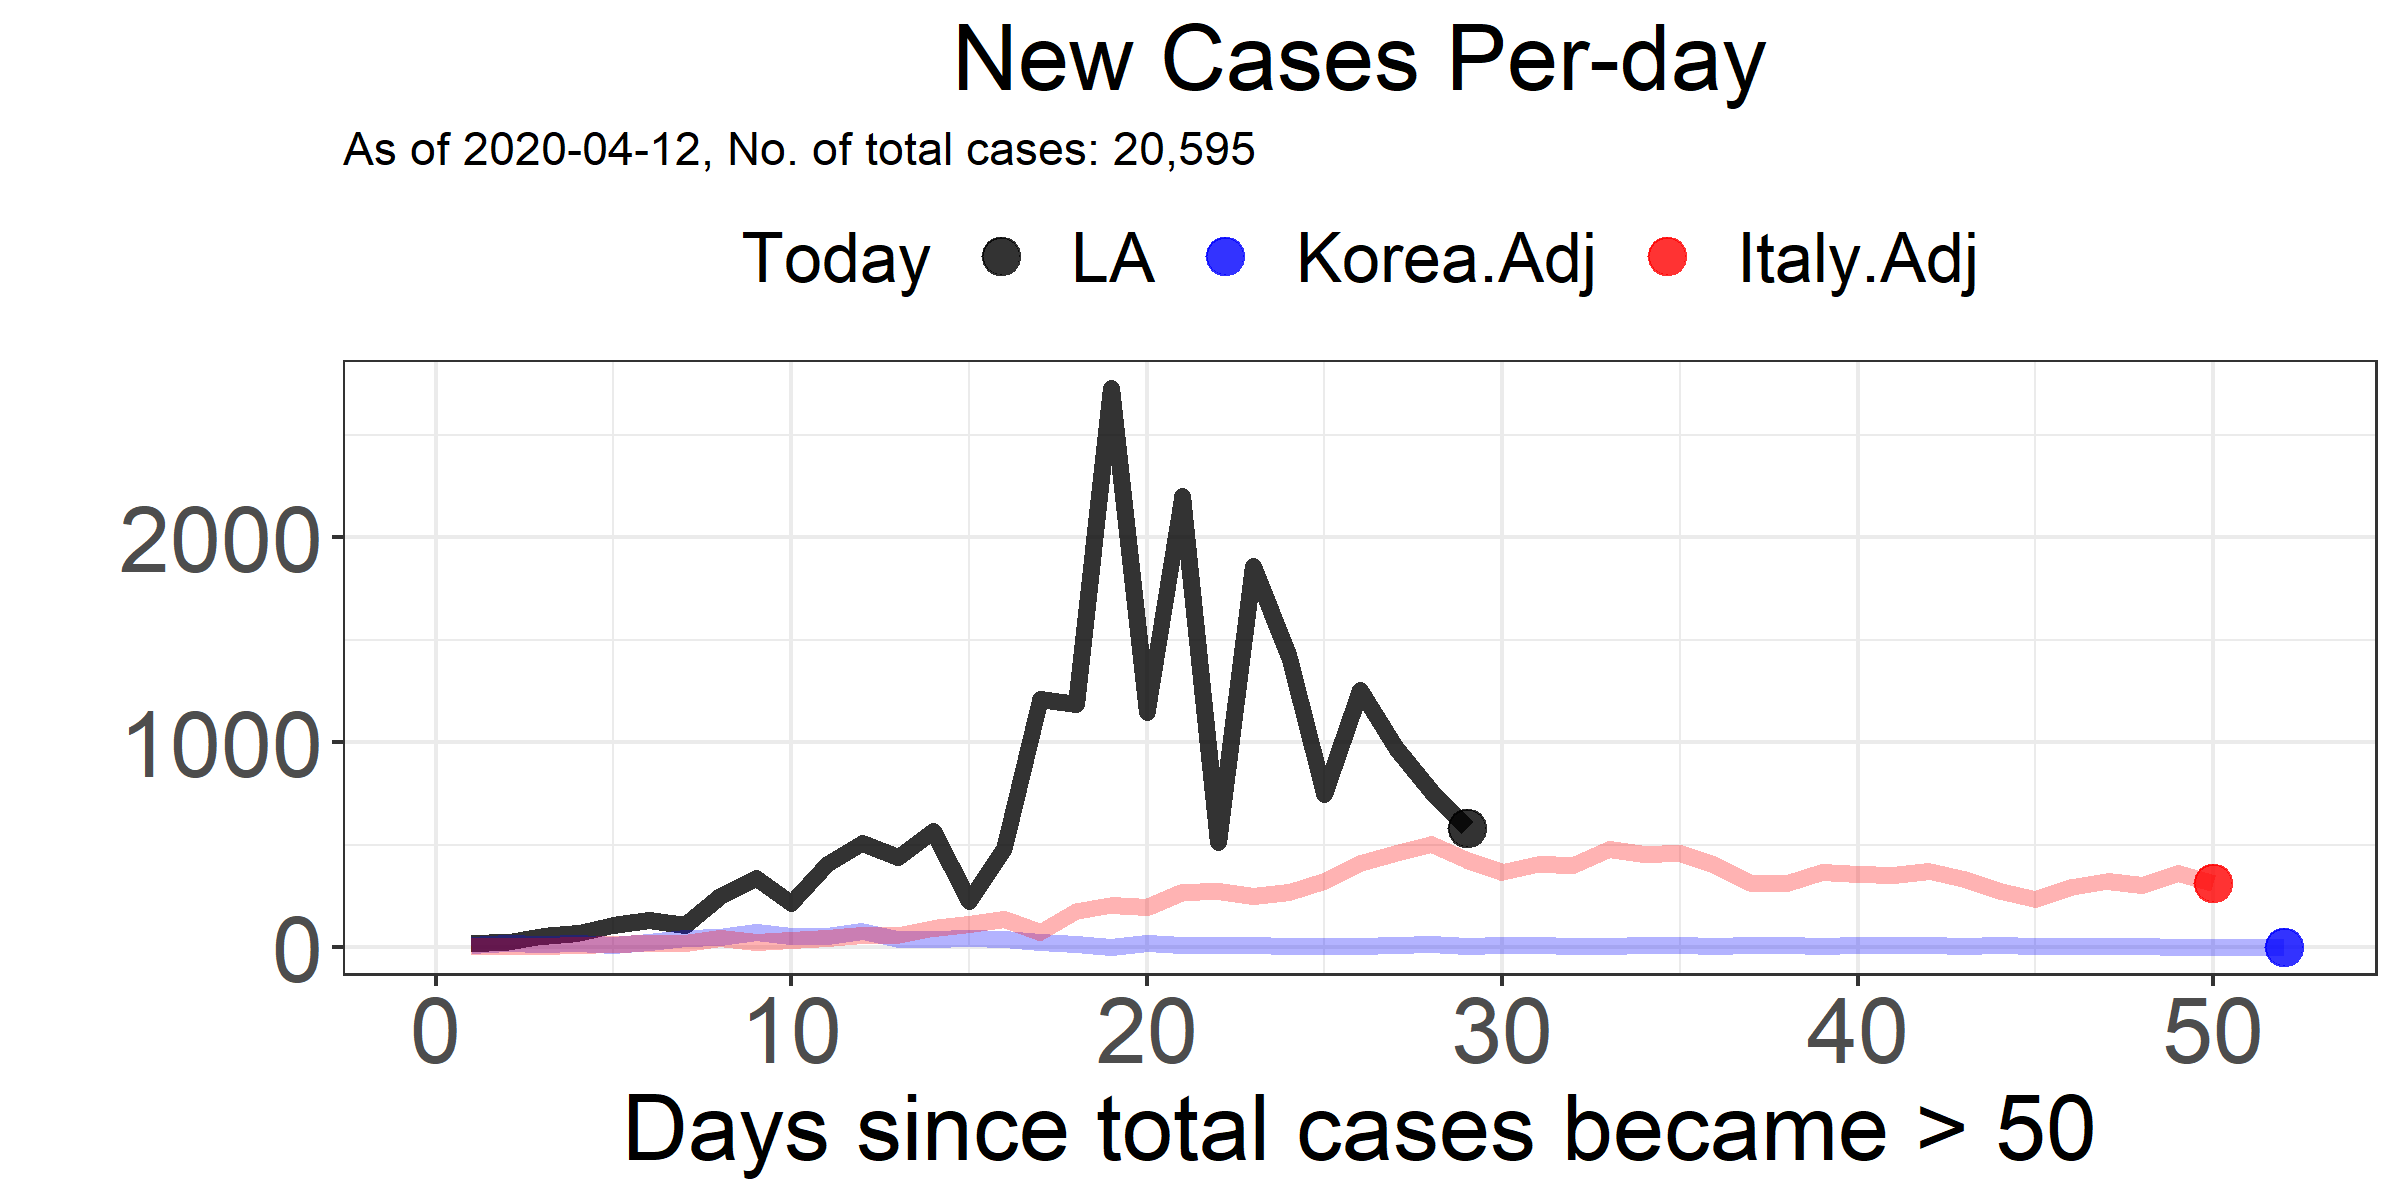 New Cases Per-day
As of 2020-04-12, No. of total cases: 20,595
Today LA Korea.Adj Italy.Adj
2000
1000
0
0 10 20 30 40 50
Days since total cases became > 50